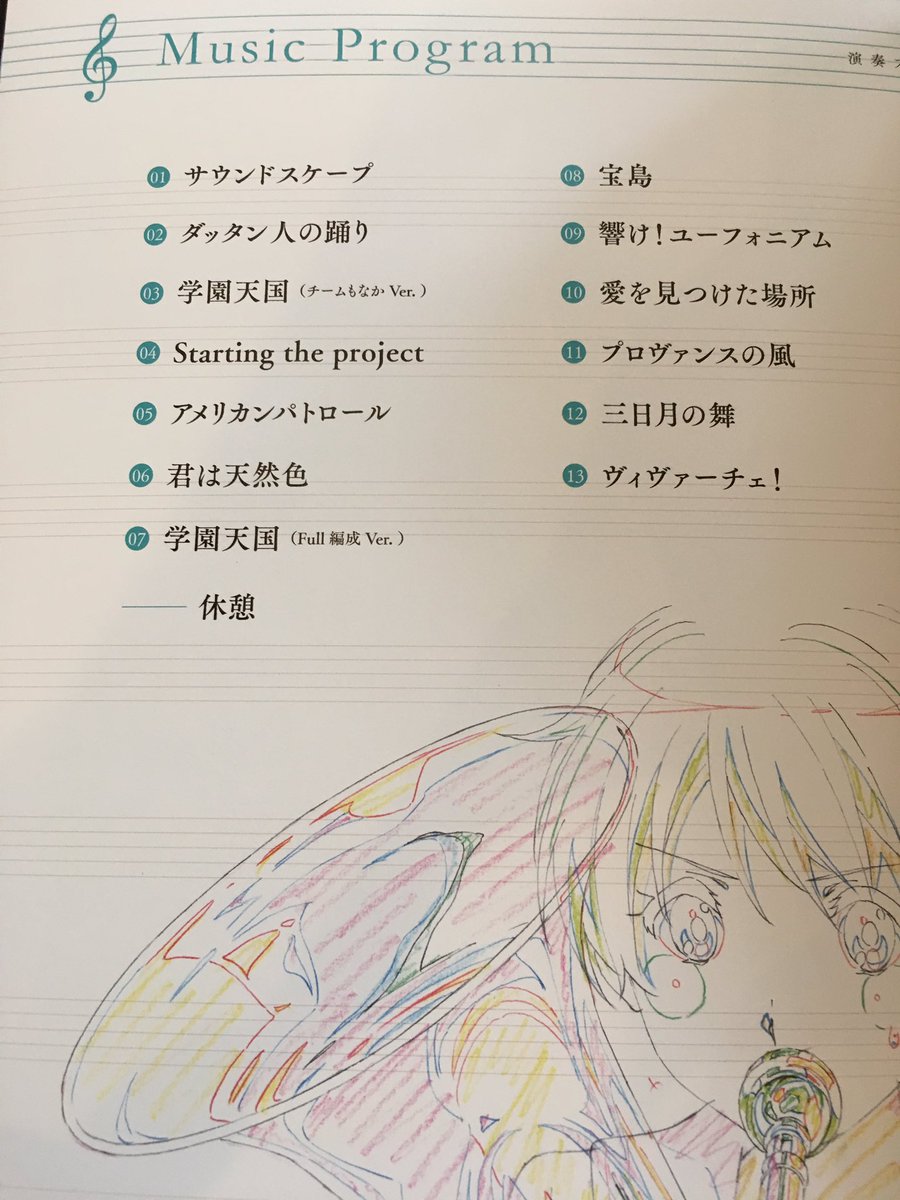 Music Program
演奏
01 サウンドスケープ
02 ダッタン人の踊り
03 学園天国（チームもなか Ver.）
04 Starting the project
05 アメリカンパトロール
06 君は天然色
07 学園天国（Full 編成 Ver.）
休憩
08 宝島
09 響け！ユーフォニアム
10 愛を見つけた場所
11 プロヴァンスの風
12 三日月の舞
13 ヴィヴァーチェ！